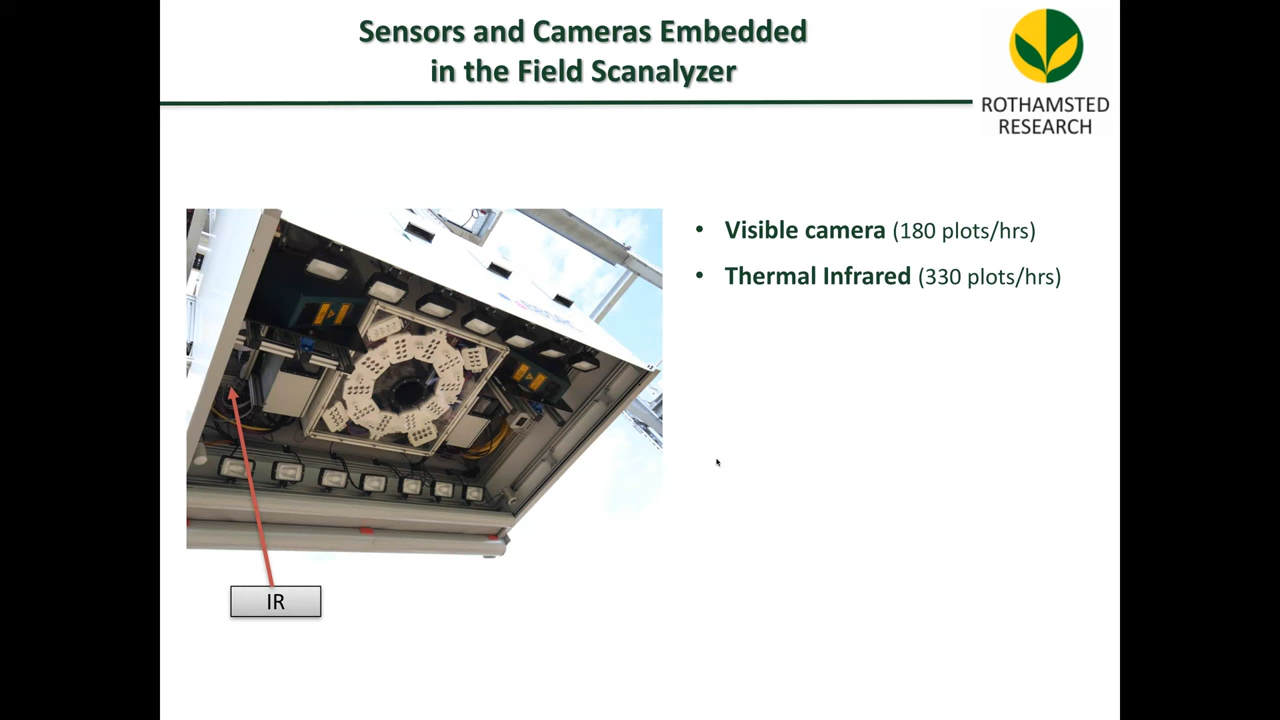 Sensors and Cameras Embedded
in the Field Scanalyzer
ROTHAMSTED
RESEARCH
• Visible camera (180 plots/hrs)
• Thermal Infrared (330 plots/hrs)
IR